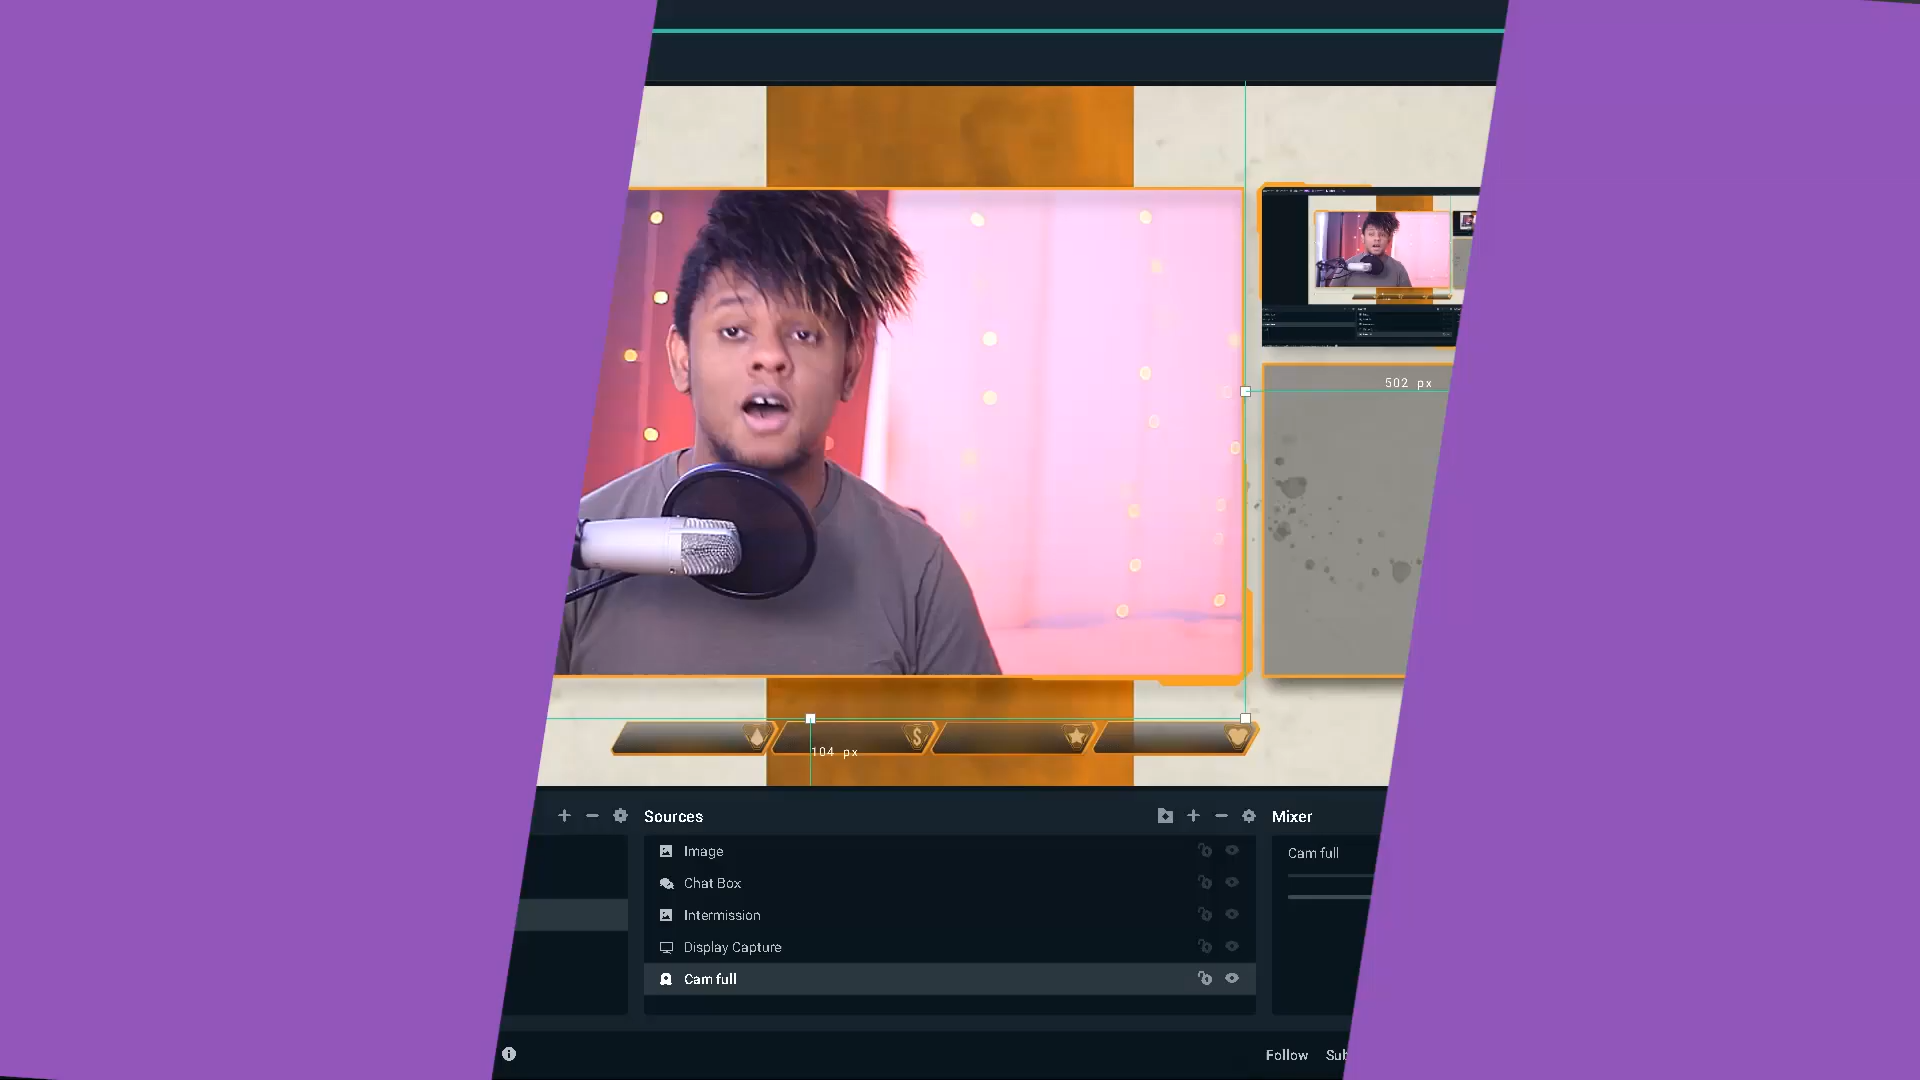 502 px
$
104 px
Sources
Mixer
Image
Cam full
Chat Box
Intermission
Display Capture
Cam full
Follow